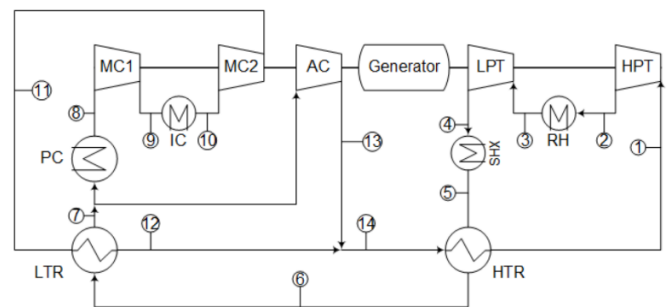 MC1
MC2
AC
Generator
LPT
HPT
11
8
9
IC
10
4
3
RH
2
1
PC
13
SHX
5
7
12
14
LTR
HTR
6